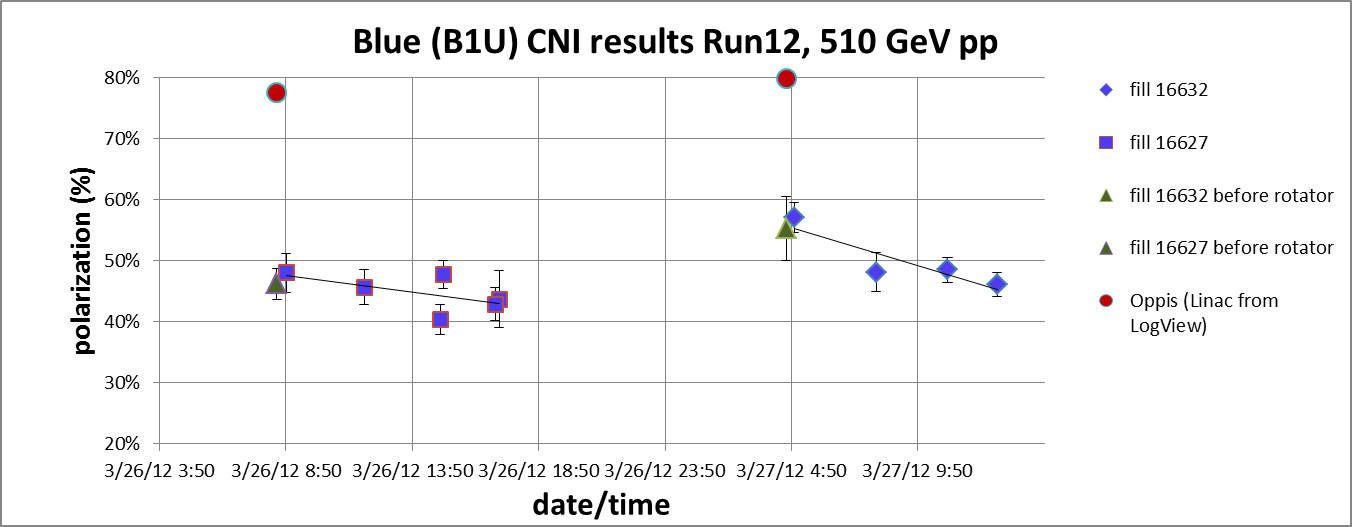 Blue (B1U) CNI results Run12, 510 GeV pp
polarization (%)
80%
70%
60%
50%
40%
30%
20%
3/26/12 3:50 3/26/12 8:50 3/26/12 13:50 3/26/12 18:50 3/26/12 23:50 3/27/12 4:50 3/27/12 9:50
date/time
fill 16632
fill 16627
fill 16632 before rotator
fill 16627 before rotator
Oppis (Linac from
LogView)